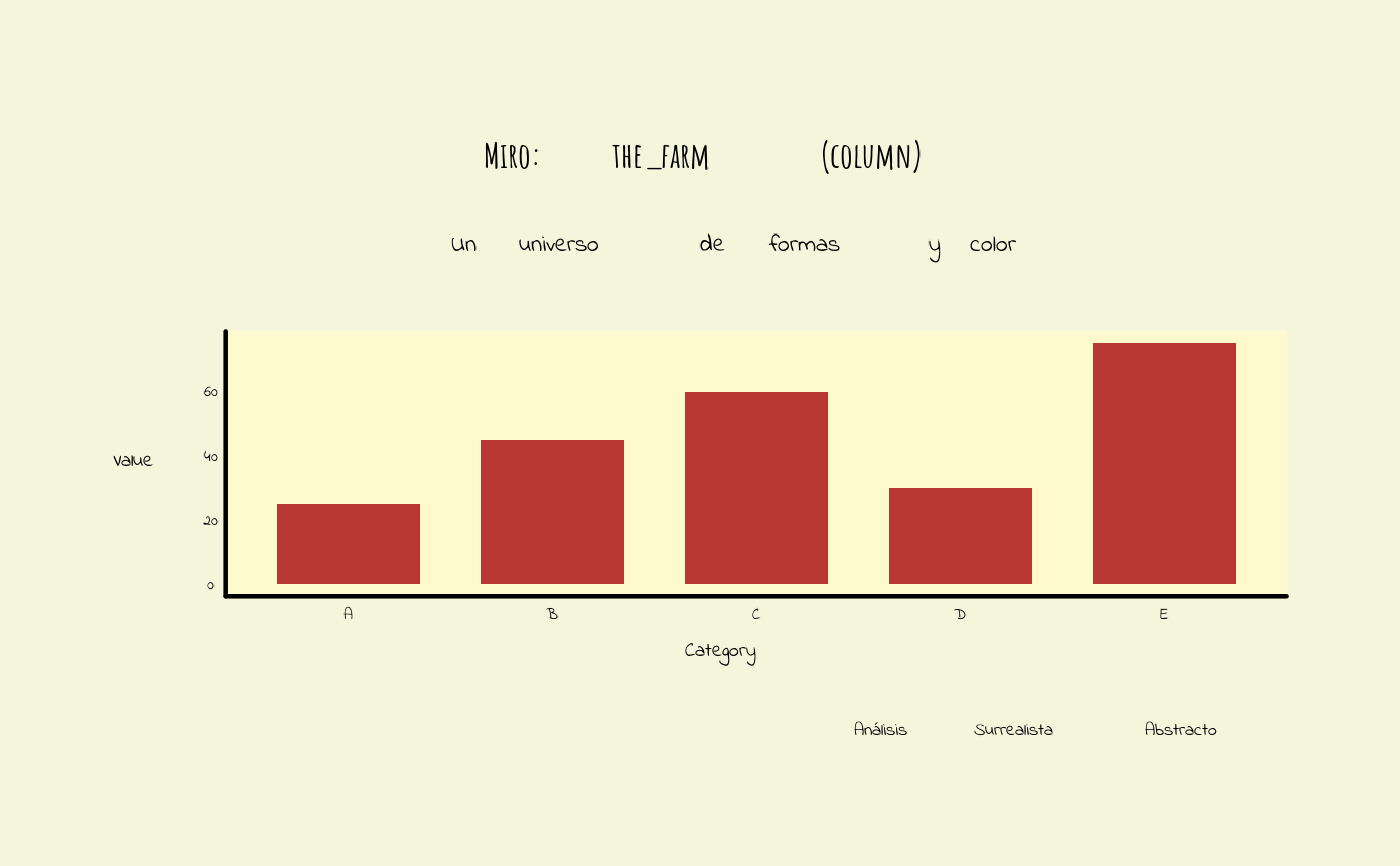 Miro: the_farm (column)
Un universo de formas y color
60
40
20
0
Value
A B C D E
Category
Análisis Surrealista Abstracto